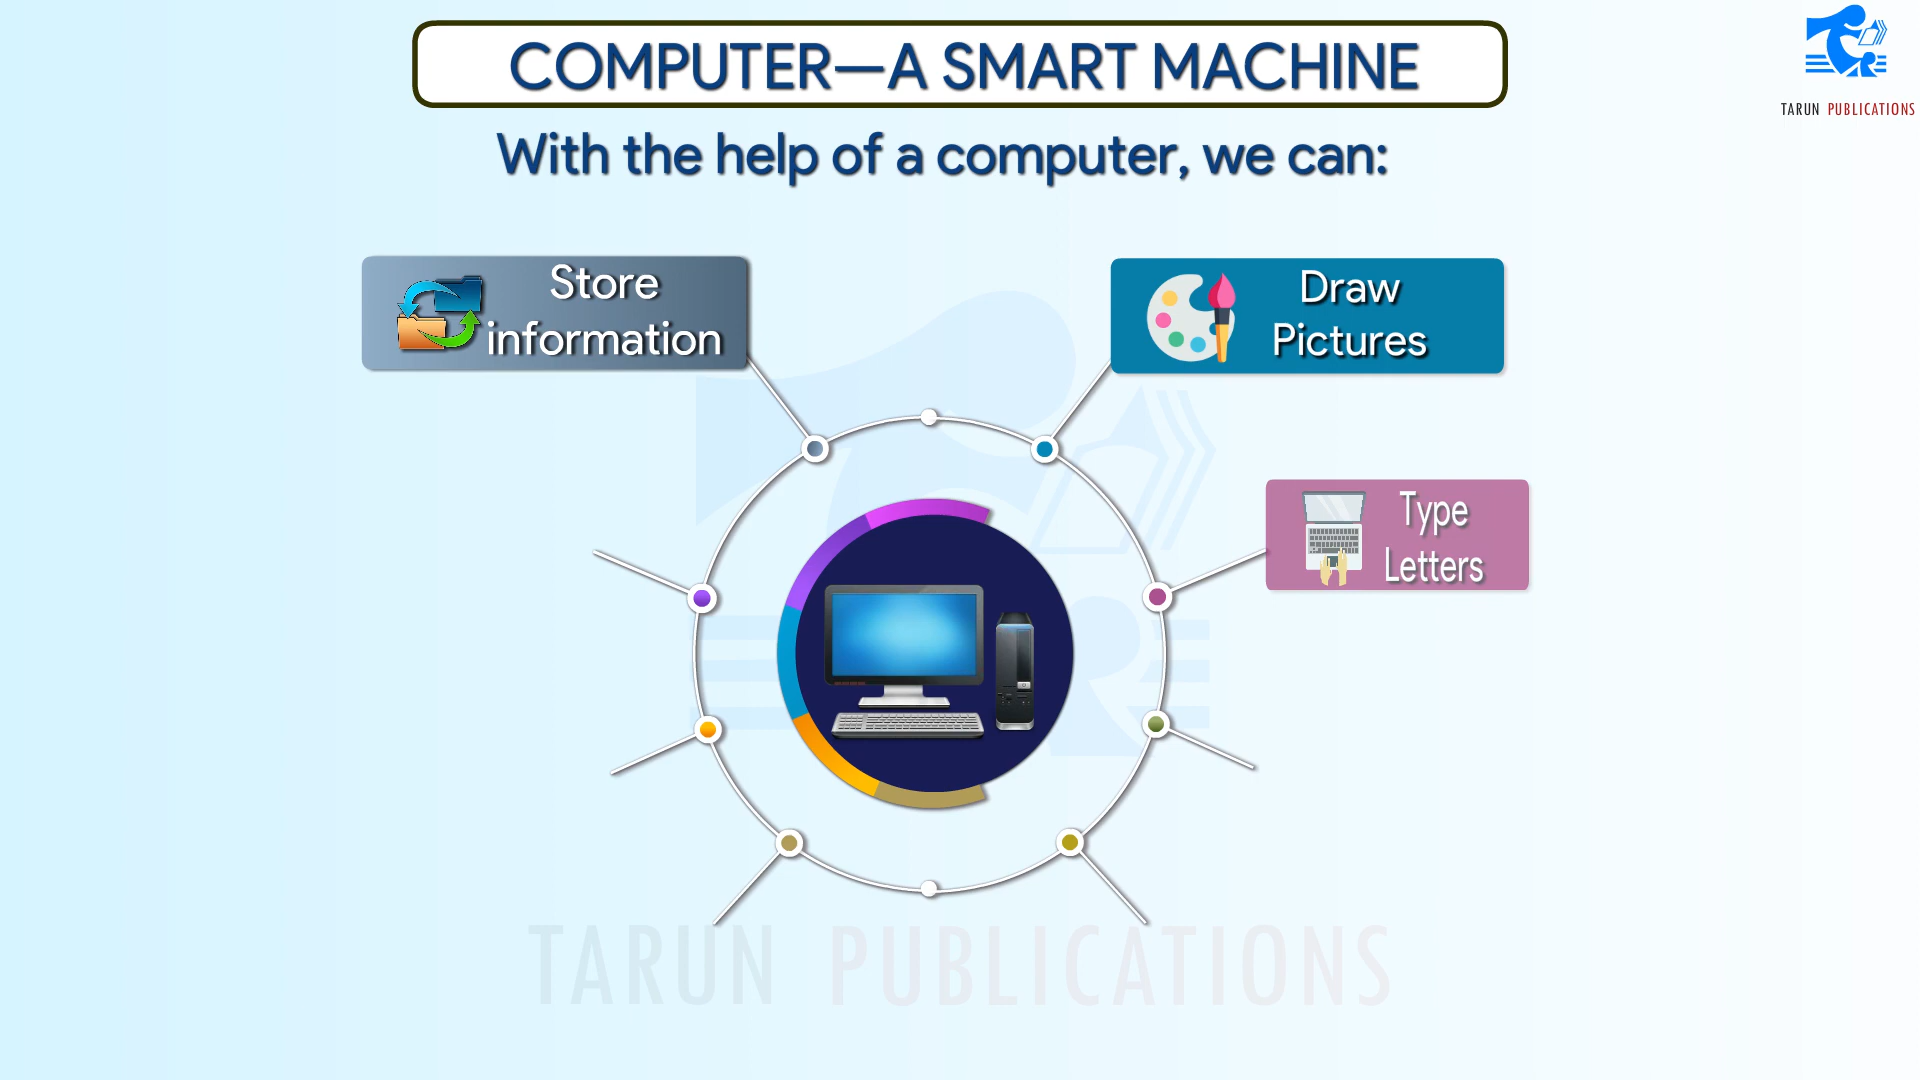 COMPUTER—A SMART MACHINE
TARUN PUBLICATIONS
With the help of a computer, we can:
Store
information
Draw
Pictures
Type
Letters
TARUN PUBLICATIONS